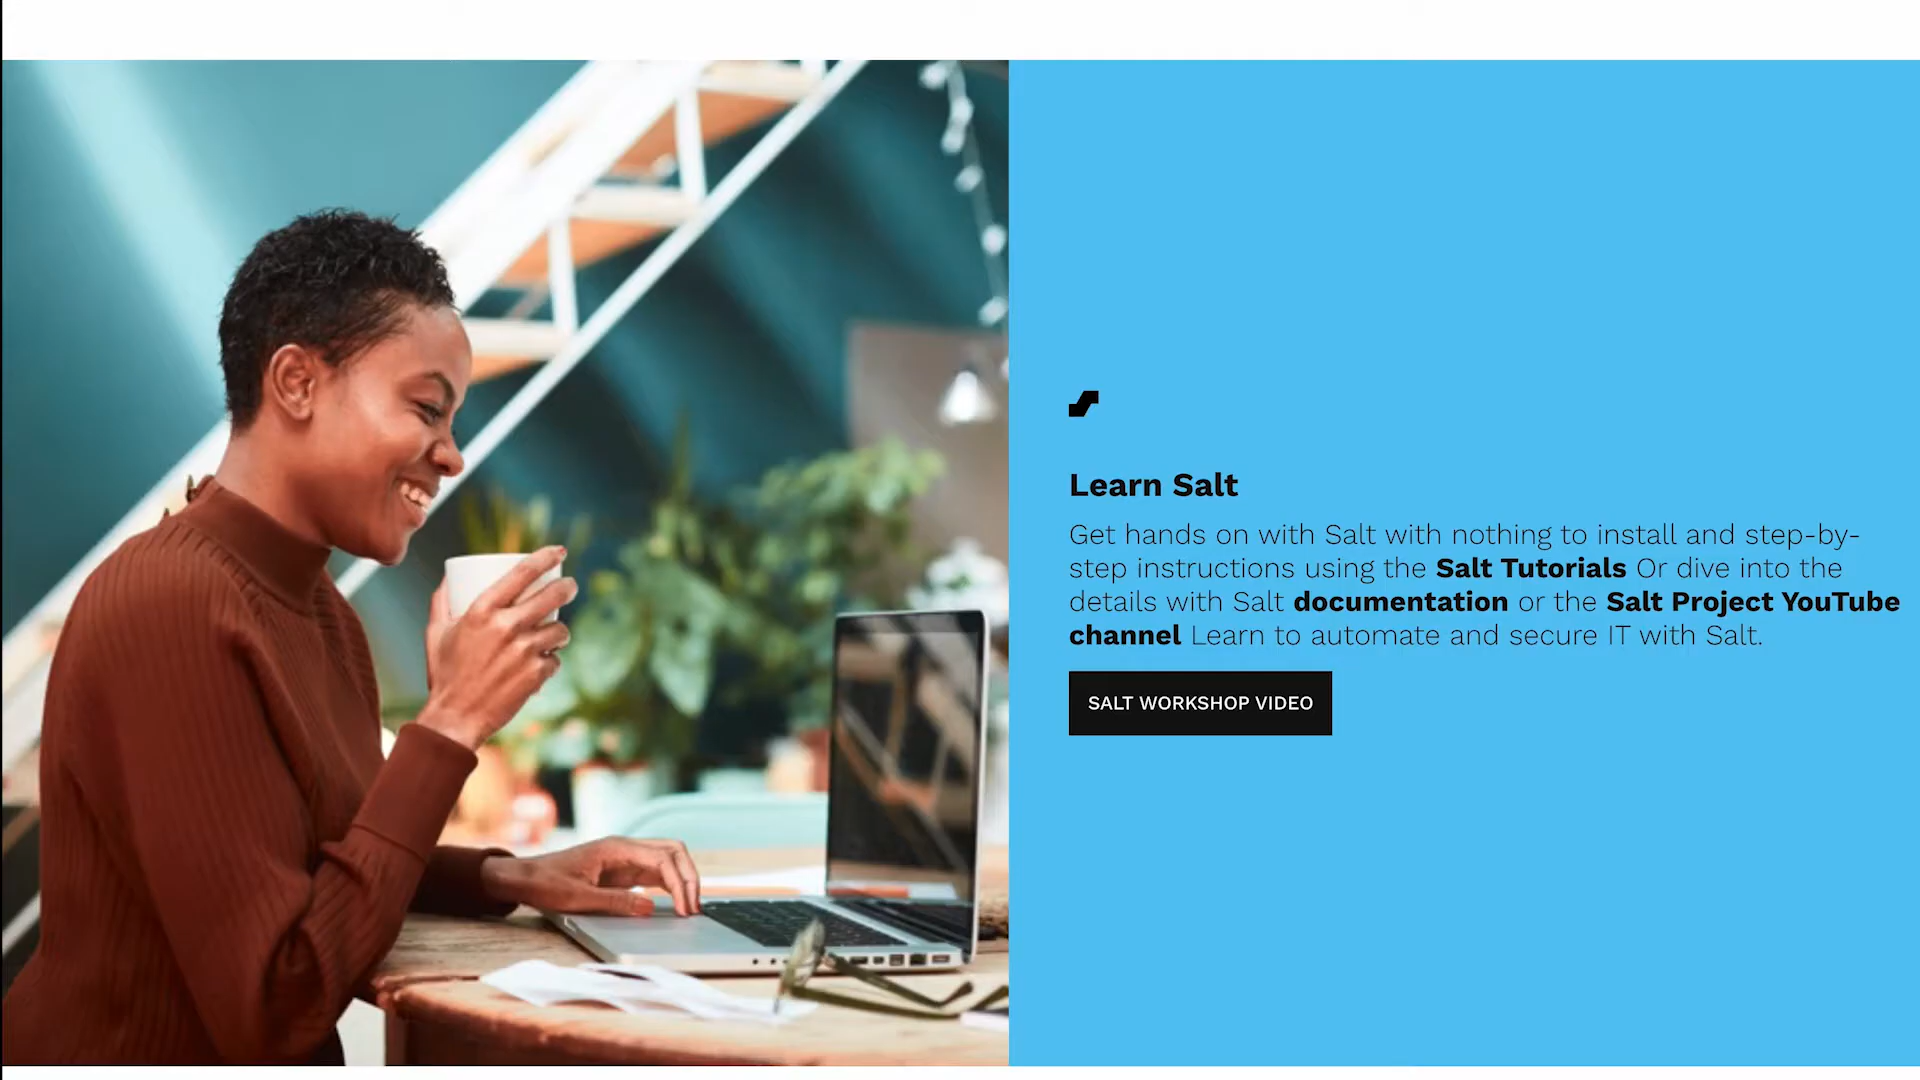 Learn Salt
Get hands on with Salt with nothing to install and step-by-
step instructions using the Salt Tutorials Or dive into the
details with Salt documentation or the Salt Project YouTube
channel Learn to automate and secure IT with Salt.
SALT WORKSHOP VIDEO